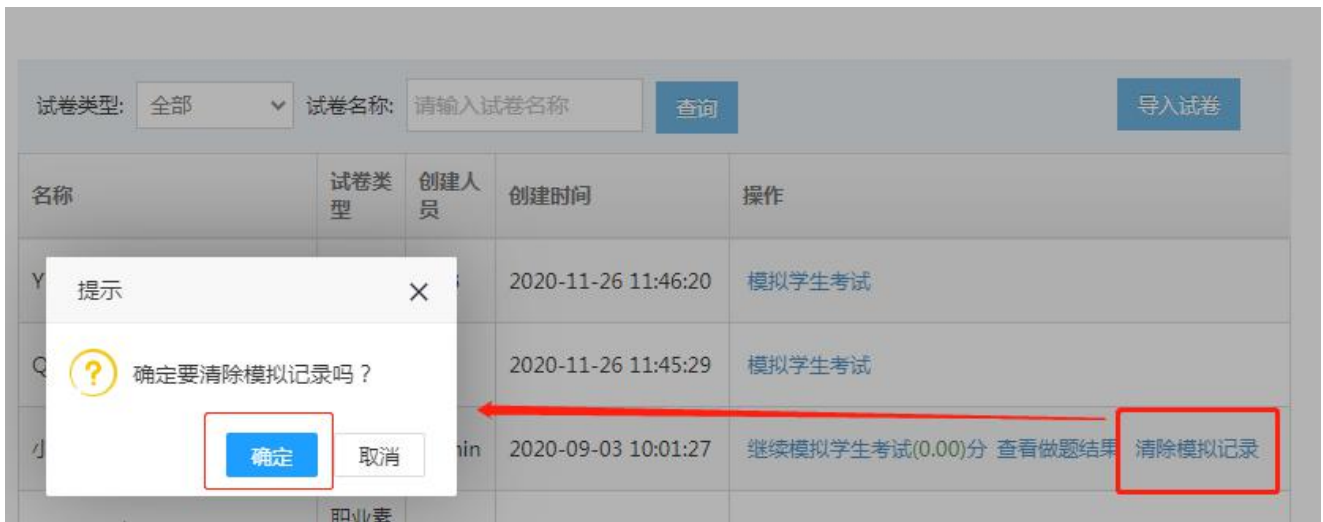 试卷类型: 全部 试卷名称: 请输入试卷名称 查询 导入试卷
名称 试卷类型 创建人员 创建时间 操作
Y 2020-11-26 11:46:20 模拟学生考试
提示
Q 2020-11-26 11:45:29 模拟学生考试
? 确定要清除模拟记录吗？
小 min 2020-09-03 10:01:27 继续模拟学生考试(0.00)分 查看做题结果 清除模拟记录
确定 取消
职业素